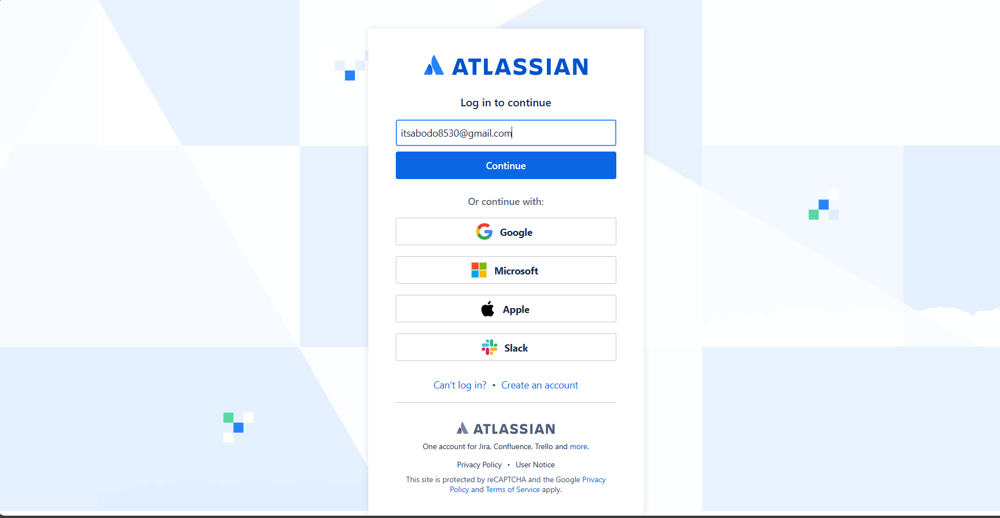 ATLASSIAN
Log in to continue
itsabodo8530@gmail.com
Continue
Or continue with:
Google
Microsoft
Apple
Slack
Can't log in? • Create an account
ATLASSIAN
One account for Jira, Confluence, Trello and more.
Privacy Policy • User Notice
This site is protected by reCAPTCHA and the Google Privacy
Policy and Terms of Service apply.